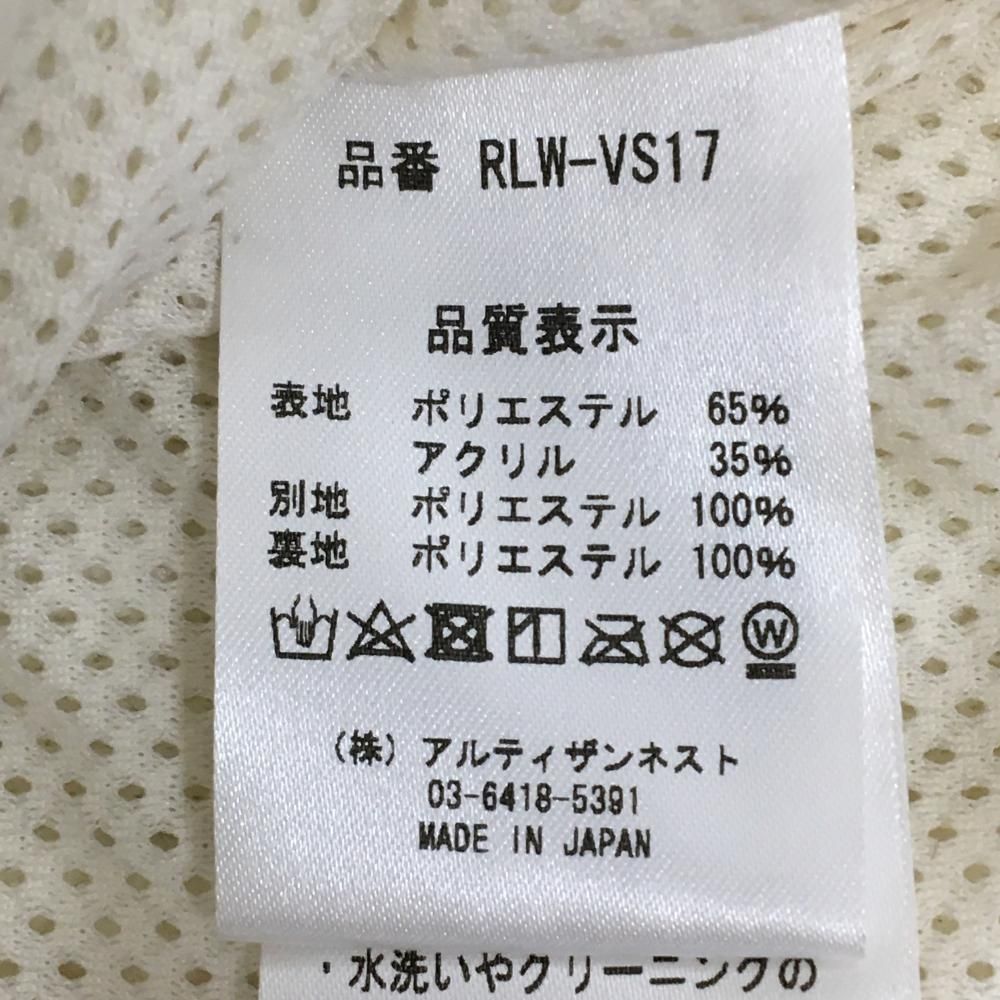 品番 RLW-VS17
品質表示
表地 ポリエステル 65%
アクリル 35%
別地 ポリエステル 100%
裏地 ポリエステル 100%
W
(株) アルティザンネスト
03-6418-5391
MADE IN JAPAN
・水洗いやクリーニングの